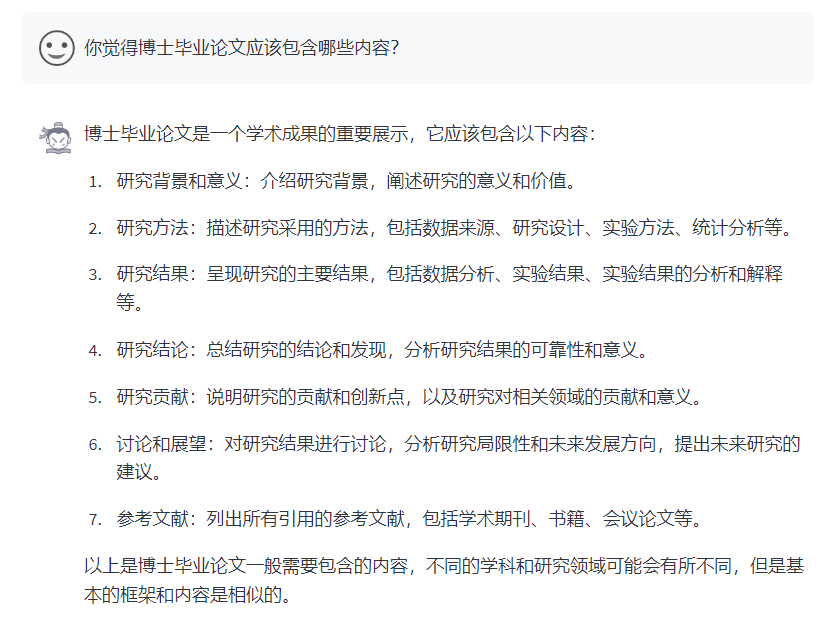 你觉得博士毕业论文应该包含哪些内容？
博士毕业论文是一个学术成果的重要展示，它应该包含以下内容：
1. 研究背景和意义：介绍研究背景，阐述研究的意义和价值。
2. 研究方法：描述研究采用的方法，包括数据来源、研究设计、实验方法、统计分析等。
3. 研究结果：呈现研究的主要结果，包括数据分析、实验结果、实验结果的分析和解释
等。
4. 研究结论：总结研究的结论和发现，分析研究结果的可靠性和意义。
5. 研究贡献：说明研究的贡献和创新点，以及研究对相关领域的贡献和意义。
6. 讨论和展望：对研究结果进行讨论，分析研究局限性和未来发展方向，提出未来研究的
建议。
7. 参考文献：列出所有引用的参考文献，包括学术期刊、书籍、会议论文等。
以上是博士毕业论文一般需要包含的内容，不同的学科和研究领域可能会有所不同，但是基
本的框架和内容是相似的。